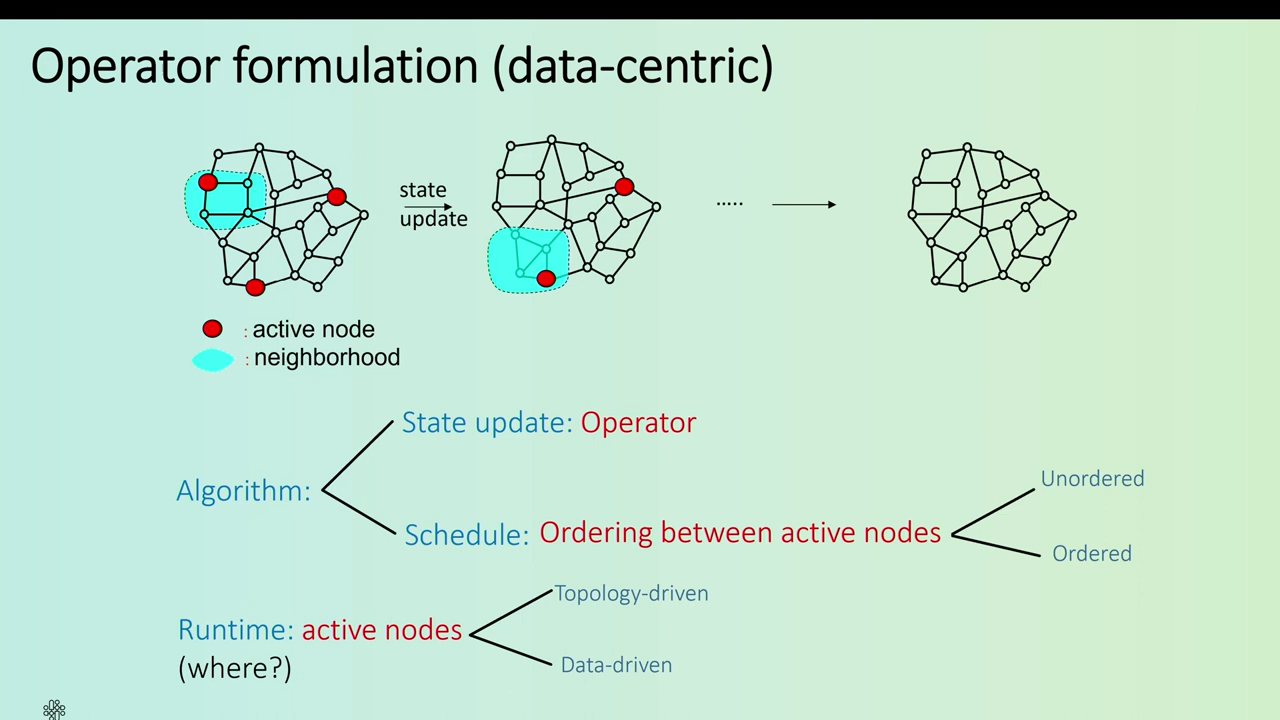 Operator formulation (data-centric)
state
update
.....
: active node
: neighborhood
State update: Operator
Algorithm:
Schedule: Ordering between active nodes
Unordered
Ordered
Topology-driven
Runtime: active nodes
(where?)
Data-driven